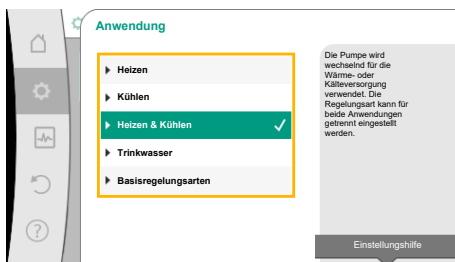 Anwendung
Heizen
Kühlen
Heizen & Kühlen
Trinkwasser
Basisregelungsarten
Die Pumpe wird
wechselnd für die
Wärme- oder
Kälteversorgung
verwendet. Die
Regelungsart kann für
beide Anwendungen
getrennt eingestellt
werden.
Einstellungshilfe